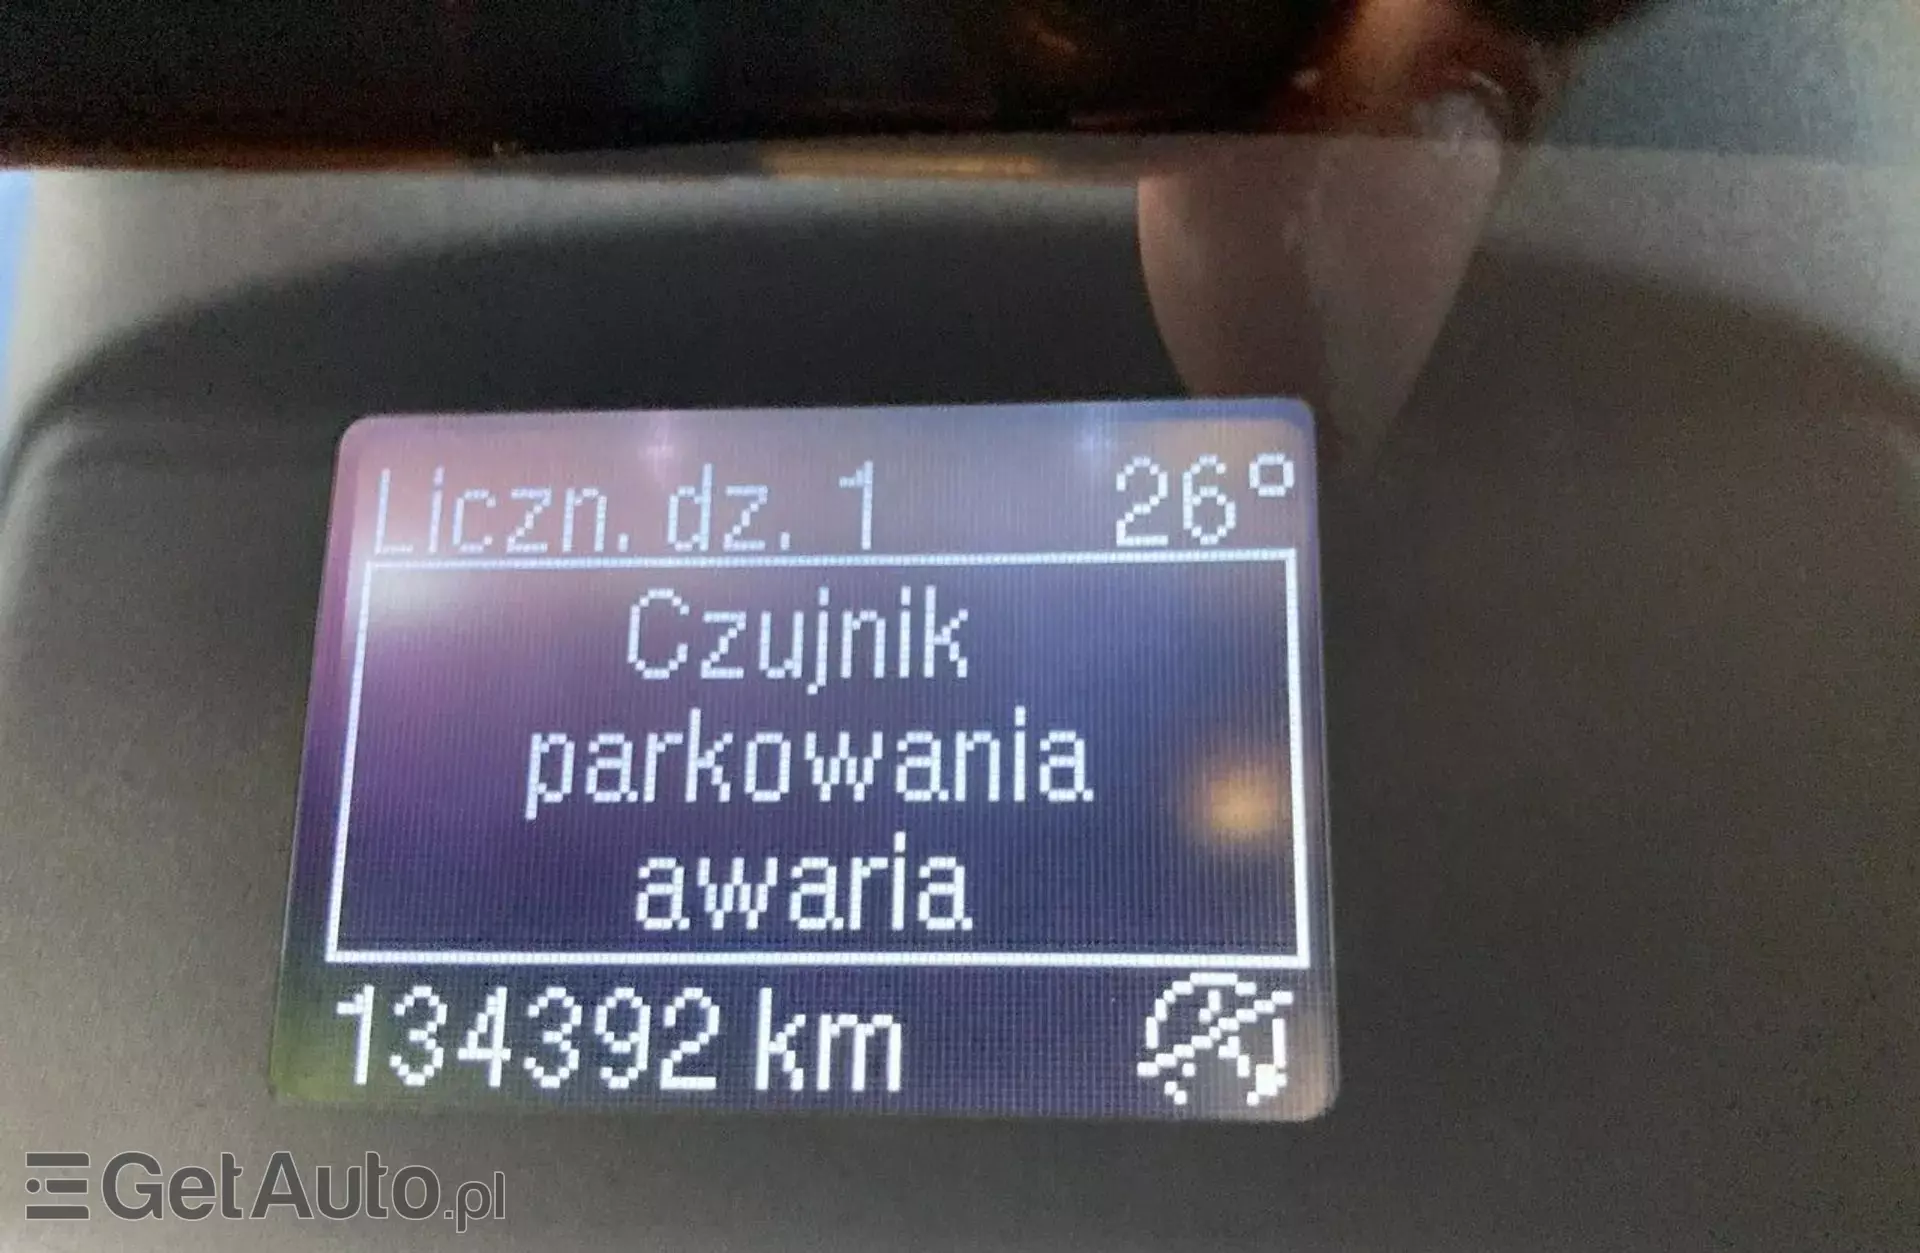 Liczn. dz. 1 26°
Czujnik
parkowania
awaria
134392 km
GetAuto.pl